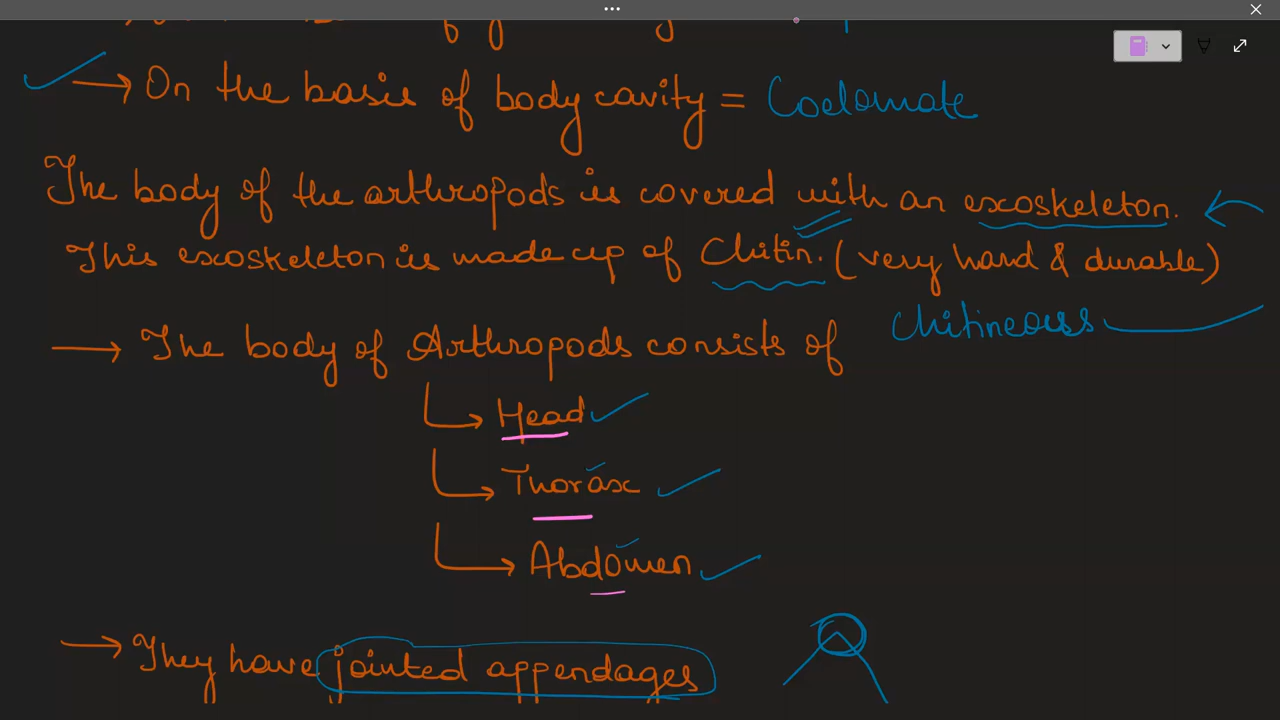 → On the basis of body cavity = Coelomate
The body of the arthropods is covered with an exoskeleton.
This exoskeleton is made up of Chitin. (very hard & durable)
Chitineous
→ The body of Arthropods consists of
Head
Thorax
Abdomen
→ They have jointed appendages